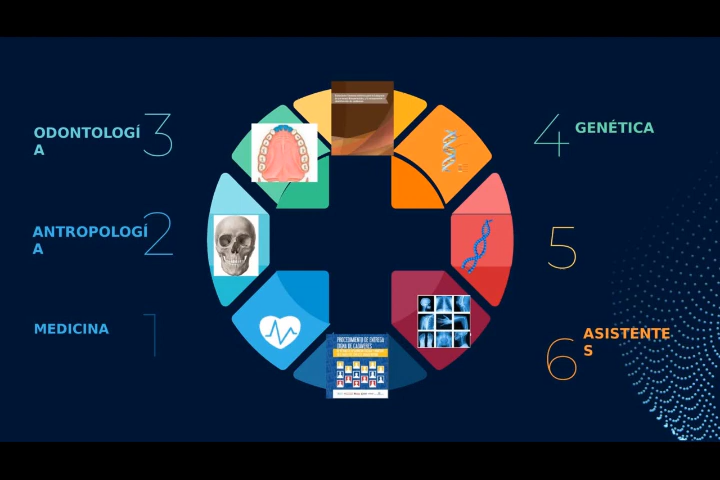 ODONTOLOGÍ
A
3
ANTROPOLOGÍ
A
2
MEDICINA
1
4
GENÉTICA
5
6
ASISTENTE
S
PROCEDIMIENTO DE ENTREGA
DIGNA DE CADÁVERES